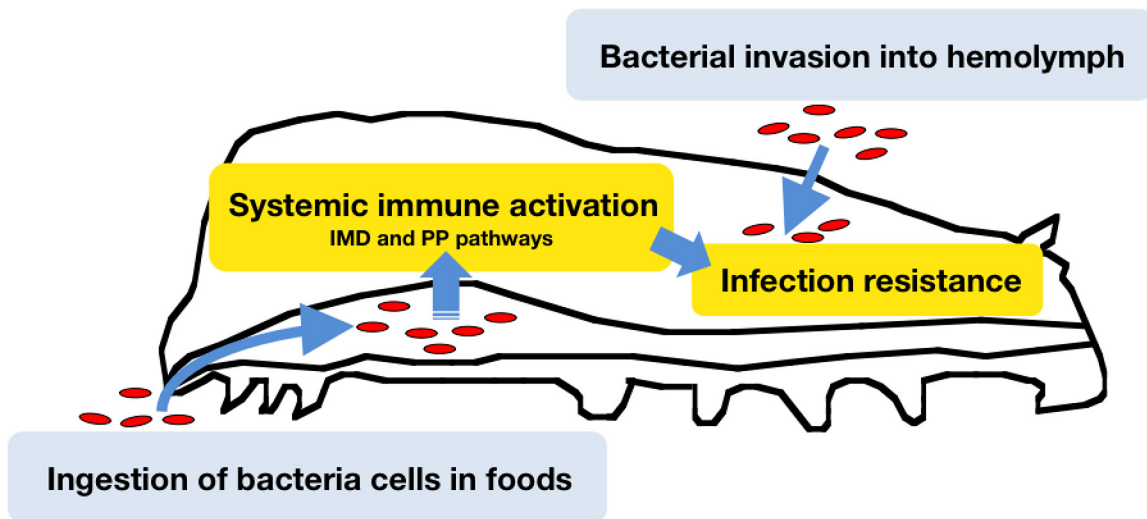 Bacterial invasion into hemolymph
Systemic immune activation
IMD and PP pathways
Infection resistance
Ingestion of bacteria cells in foods